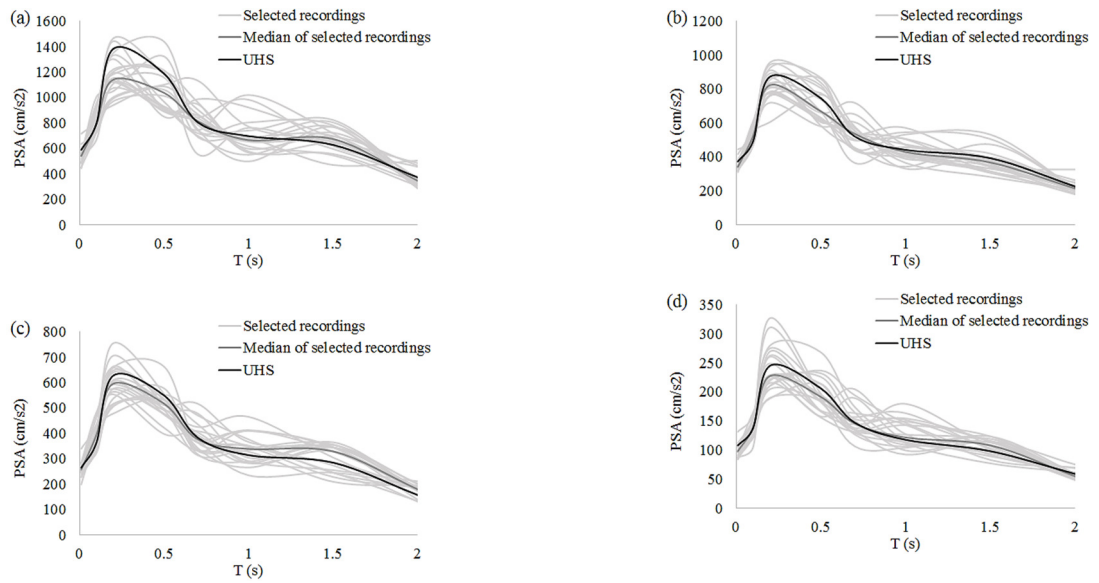 (a)
1600
1400
1200
1000
800
600
400
200
0
PSA (cm/s2)
Selected recordings
Median of selected recordings
UHS
0 0.5 1 1.5 2
T (s)
(b)
1200
1000
800
600
400
200
0
PSA (cm/s2)
Selected recordings
Median of selected recordings
UHS
0 0.5 1 1.5 2
T (s)
(c)
800
700
600
500
400
300
200
100
0
PSA (cm/s2)
Selected recordings
Median of selected recordings
UHS
0 0.5 1 1.5 2
T (s)
(d)
350
300
250
200
150
100
50
0
PSA (cm/s2)
Selected recordings
Median of selected recordings
UHS
0 0.5 1 1.5 2
T (s)